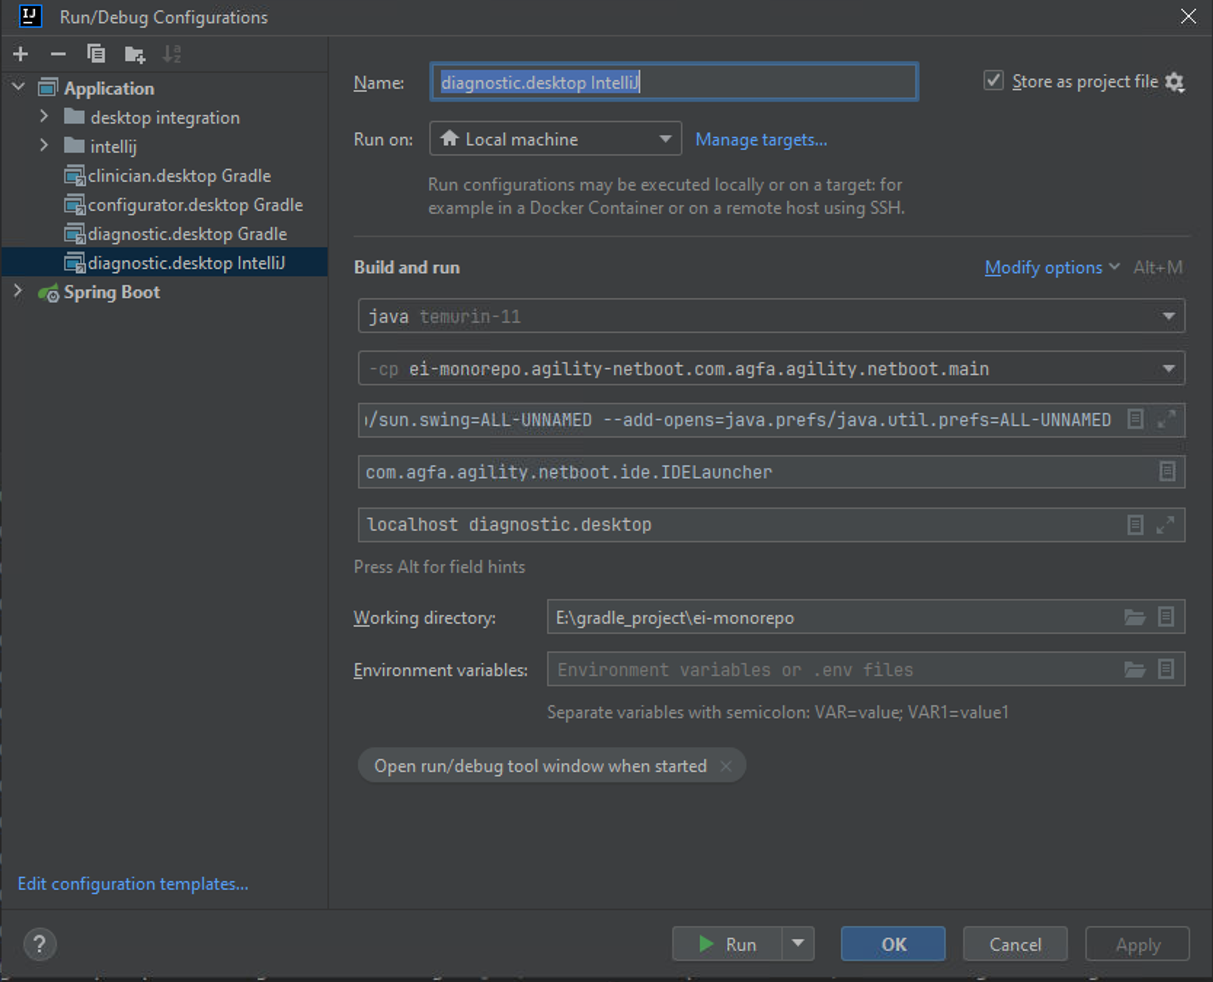 IJ Run/Debug Configurations
Application
desktop integration
intellij
clinician.desktop Gradle
configurator.desktop Gradle
diagnostic.desktop Gradle
diagnostic.desktop IntelliJ
Spring Boot
Edit configuration templates...
Name: diagnostic.desktop IntelliJ
Store as project file
Run on: Local machine Manage targets...
Run configurations may be executed locally or on a target: for
example in a Docker Container or on a remote host using SSH.
Build and run
Modify options Alt+M
java temurin-11
-cp ei-monorepo.agility-netboot.com.agfa.agility.netboot.main
/sun.swing=ALL-UNNAMED --add-opens=java.prefs/java.util.prefs=ALL-UNNAMED
com.agfa.agility.netboot.ide.IDELauncher
localhost diagnostic.desktop
Press Alt for field hints
Working directory: E:\gradle_project\ei-monorepo
Environment variables: Environment variables or .env files
Separate variables with semicolon: VAR=value; VAR1=value1
Open run/debug tool window when started
? Run OK Cancel Apply